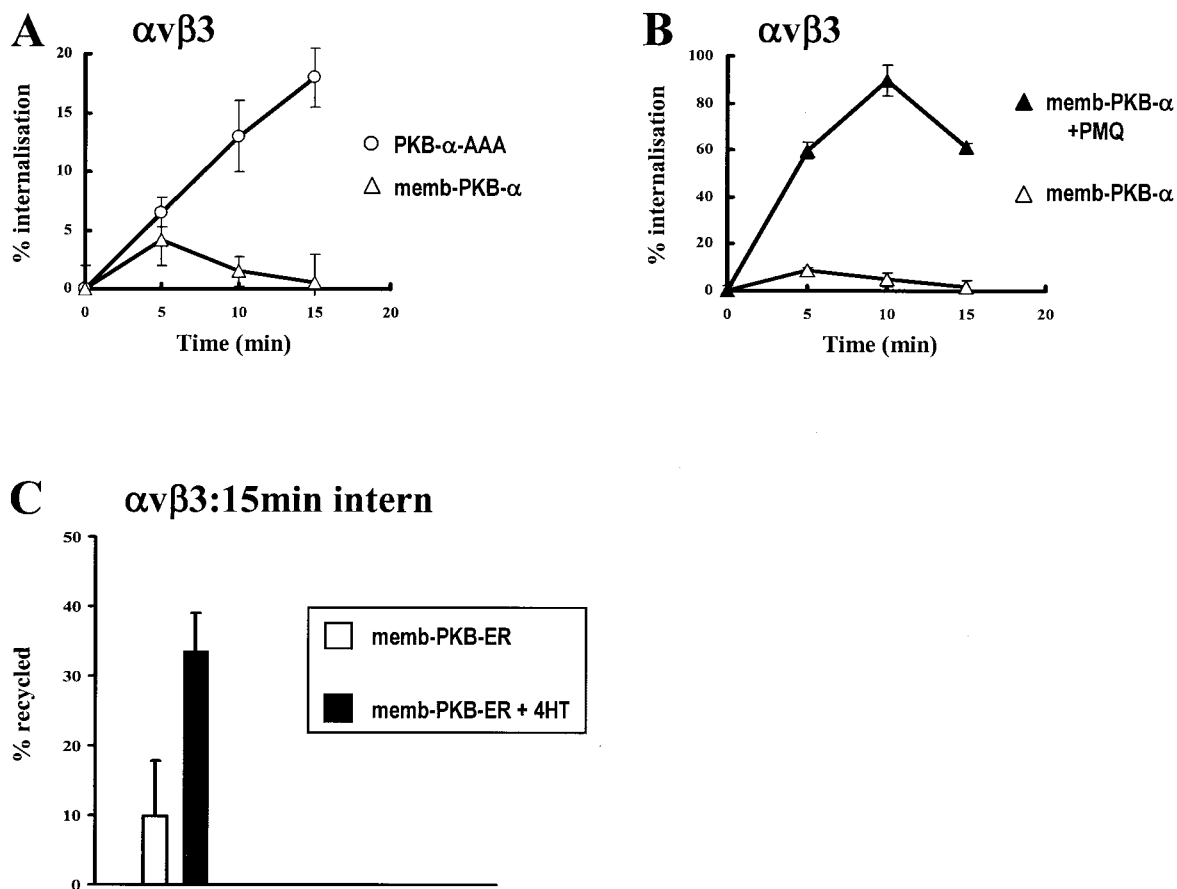 A αvβ3
20
15
10
5
0
% internalisation
0 5 10 15 20
Time (min)
PKB-α-AAA
memb-PKB-α
B αvβ3
100
80
60
40
20
0
% internalisation
0 5 10 15 20
Time (min)
memb-PKB-α
+PMQ
memb-PKB-α
C αvβ3:15min intern
50
40
30
20
10
0
% recycled
memb-PKB-ER
memb-PKB-ER + 4HT